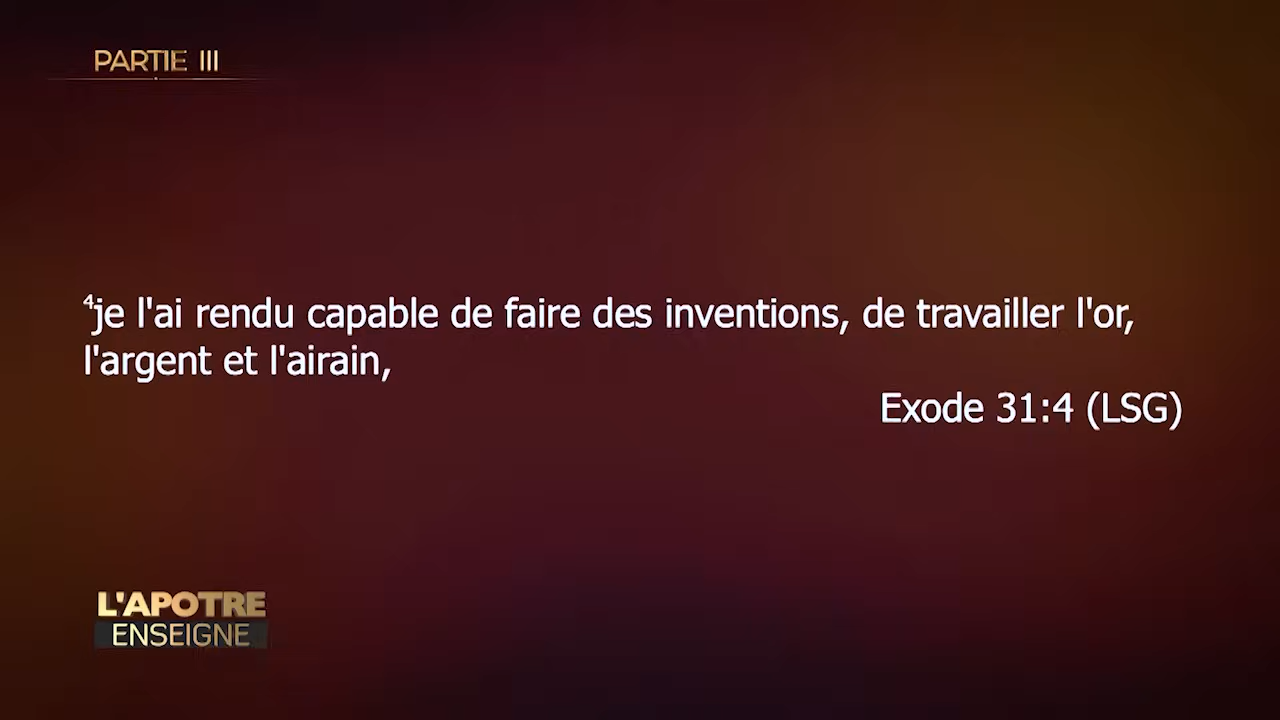 PARTIE III
⁴je l'ai rendu capable de faire des inventions, de travailler l'or,
l'argent et l'airain,
Exode 31:4 (LSG)
L'APOTRE
ENSEIGNE